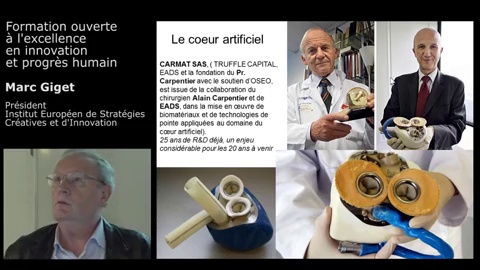 Formation ouverte
à l'excellence
en innovation
et progrès humain
Marc Giget
Président
Institut Européen de Stratégies
Créatives et d'Innovation
Le coeur artificiel
CARMAT SAS, ( TRUFFLE CAPITAL,
EADS et la fondation du Pr.
Carpentier avec le soutien d'OSEO,
est issue de la collaboration du
chirurgien Alain Carpentier et de
EADS, dans la mise en œuvre de
biomatériaux et de technologies de
pointe appliquées au domaine du
cœur artificiel).
25 ans de R&D déjà, un enjeu
considérable pour les 20 ans à venir